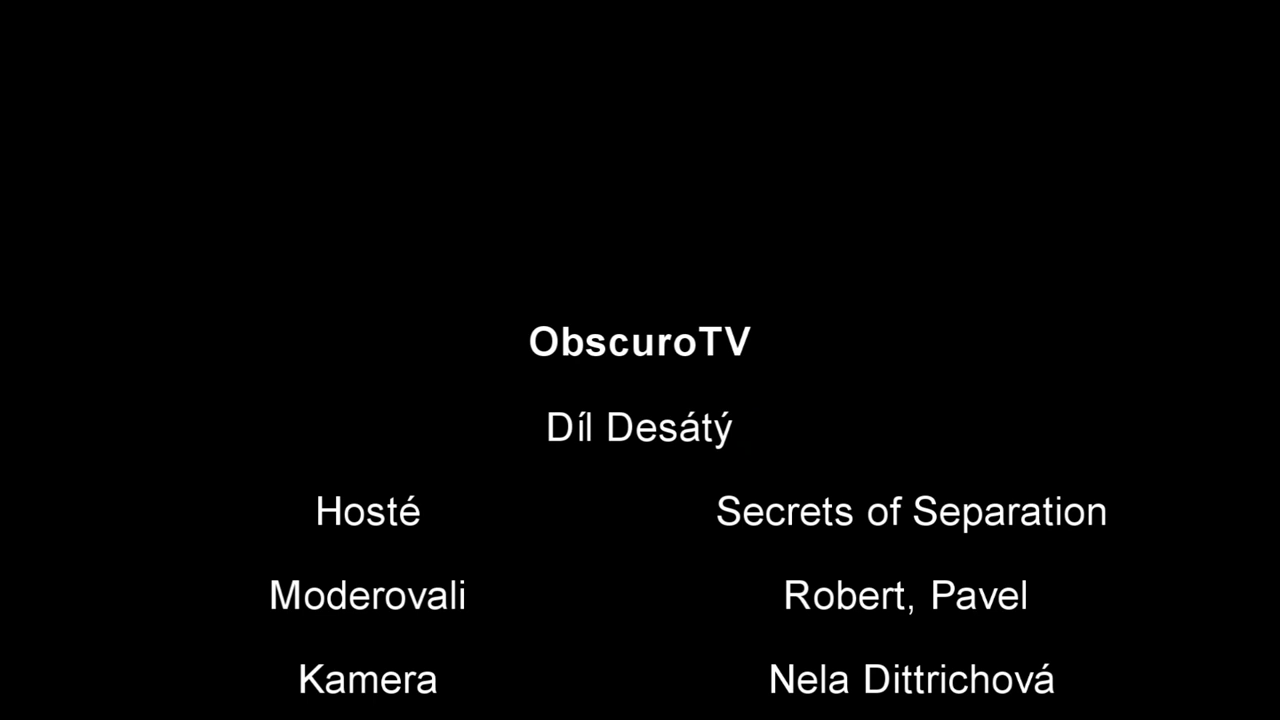 ObscuroTV
Díl Desátý
Hosté Secrets of Separation
Moderovali Robert, Pavel
Kamera Nela Dittrichová